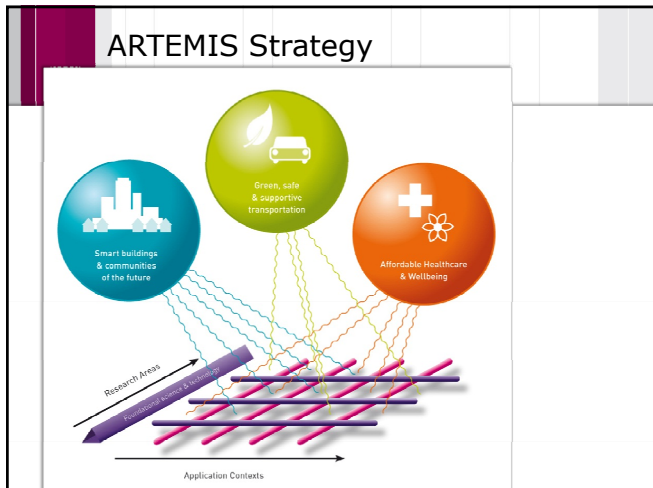 ARTEMIS Strategy
Green, safe
& supportive
transportation
Smart buildings
& communities
of the future
Affordable Healthcare
& Wellbeing
Research Areas
Foundational science & technology
Application Contexts